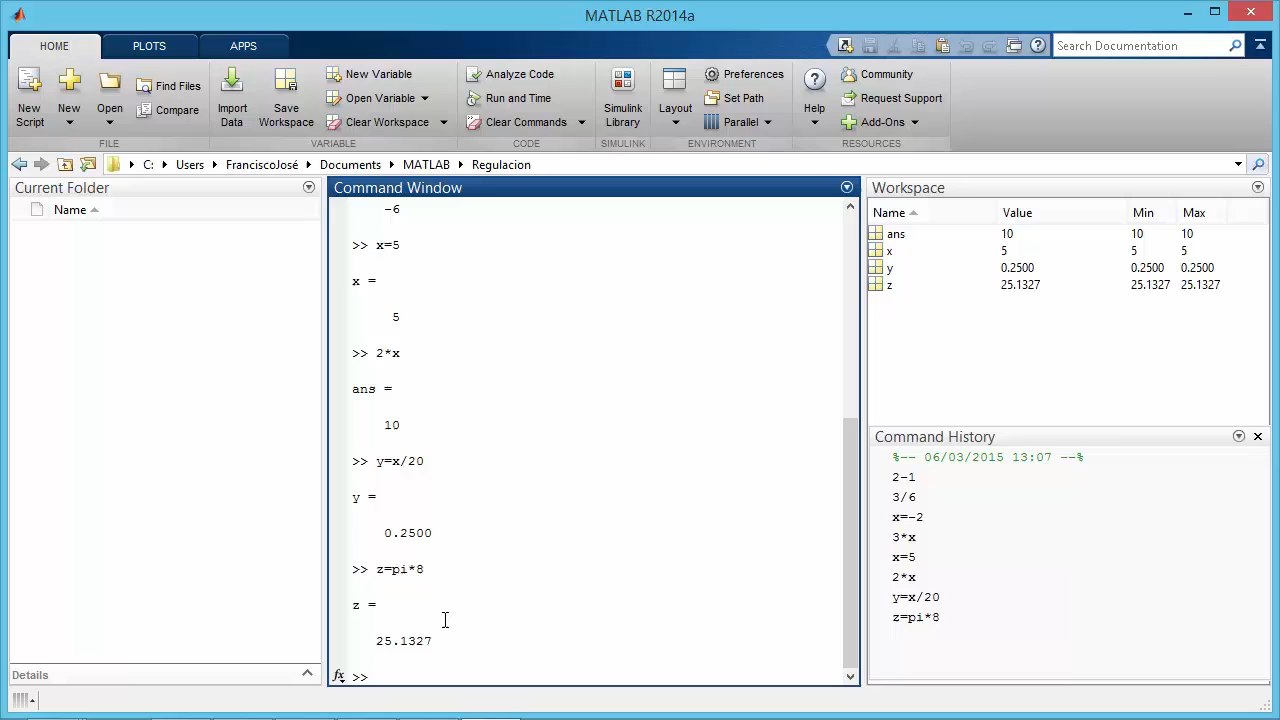 MATLAB R2014a
HOME PLOTS APPS
Search Documentation
New Script
New
Open
Find Files
Compare
FILE
Import Data
Save Workspace
New Variable
Open Variable
Clear Workspace
VARIABLE
Analyze Code
Run and Time
Clear Commands
CODE
Simulink Library
SIMULINK
Layout
Preferences
Set Path
Parallel
ENVIRONMENT
Help
Community
Request Support
Add-Ons
RESOURCES
C: Users FranciscoJosé Documents MATLAB Regulacion
Current Folder
Name
Details
Command Window
-6
>> x=5
x =
5
>> 2*x
ans =
10
>> y=x/20
y =
0.2500
>> z=pi*8
z =
25.1327
fx >>
Workspace
Name Value Min Max
ans 10 10 10
x 5 5 5
y 0.2500 0.2500 0.2500
z 25.1327 25.1327 25.1327
Command History
%-- 06/03/2015 13:07 --%
2-1
3/6
x=-2
3*x
x=5
2*x
y=x/20
z=pi*8